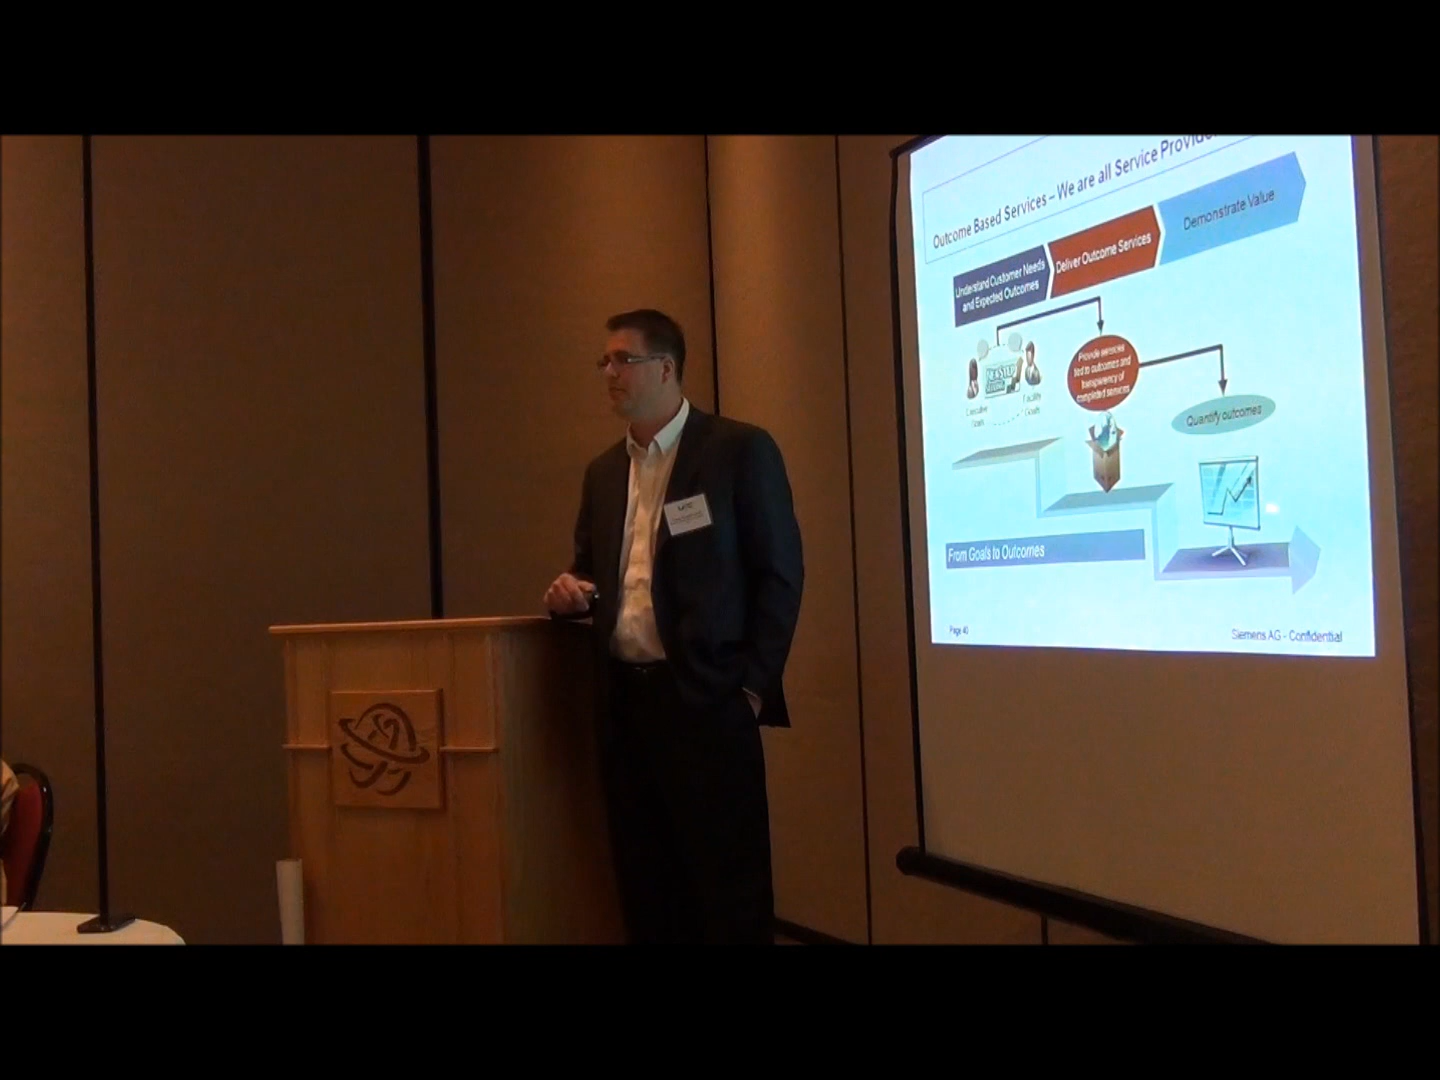 Outcome Based Services – We are all Service
Understand Customer Needs
and Expected Outcomes
Deliver Outcome Services
Demonstrate Value
Provide services
tied to outcomes and
transparency of
completed services
Executive
Goals
Facility
Goals
Quantify outcomes
From Goals to Outcomes
Page 40
Siemens AG - Confidential